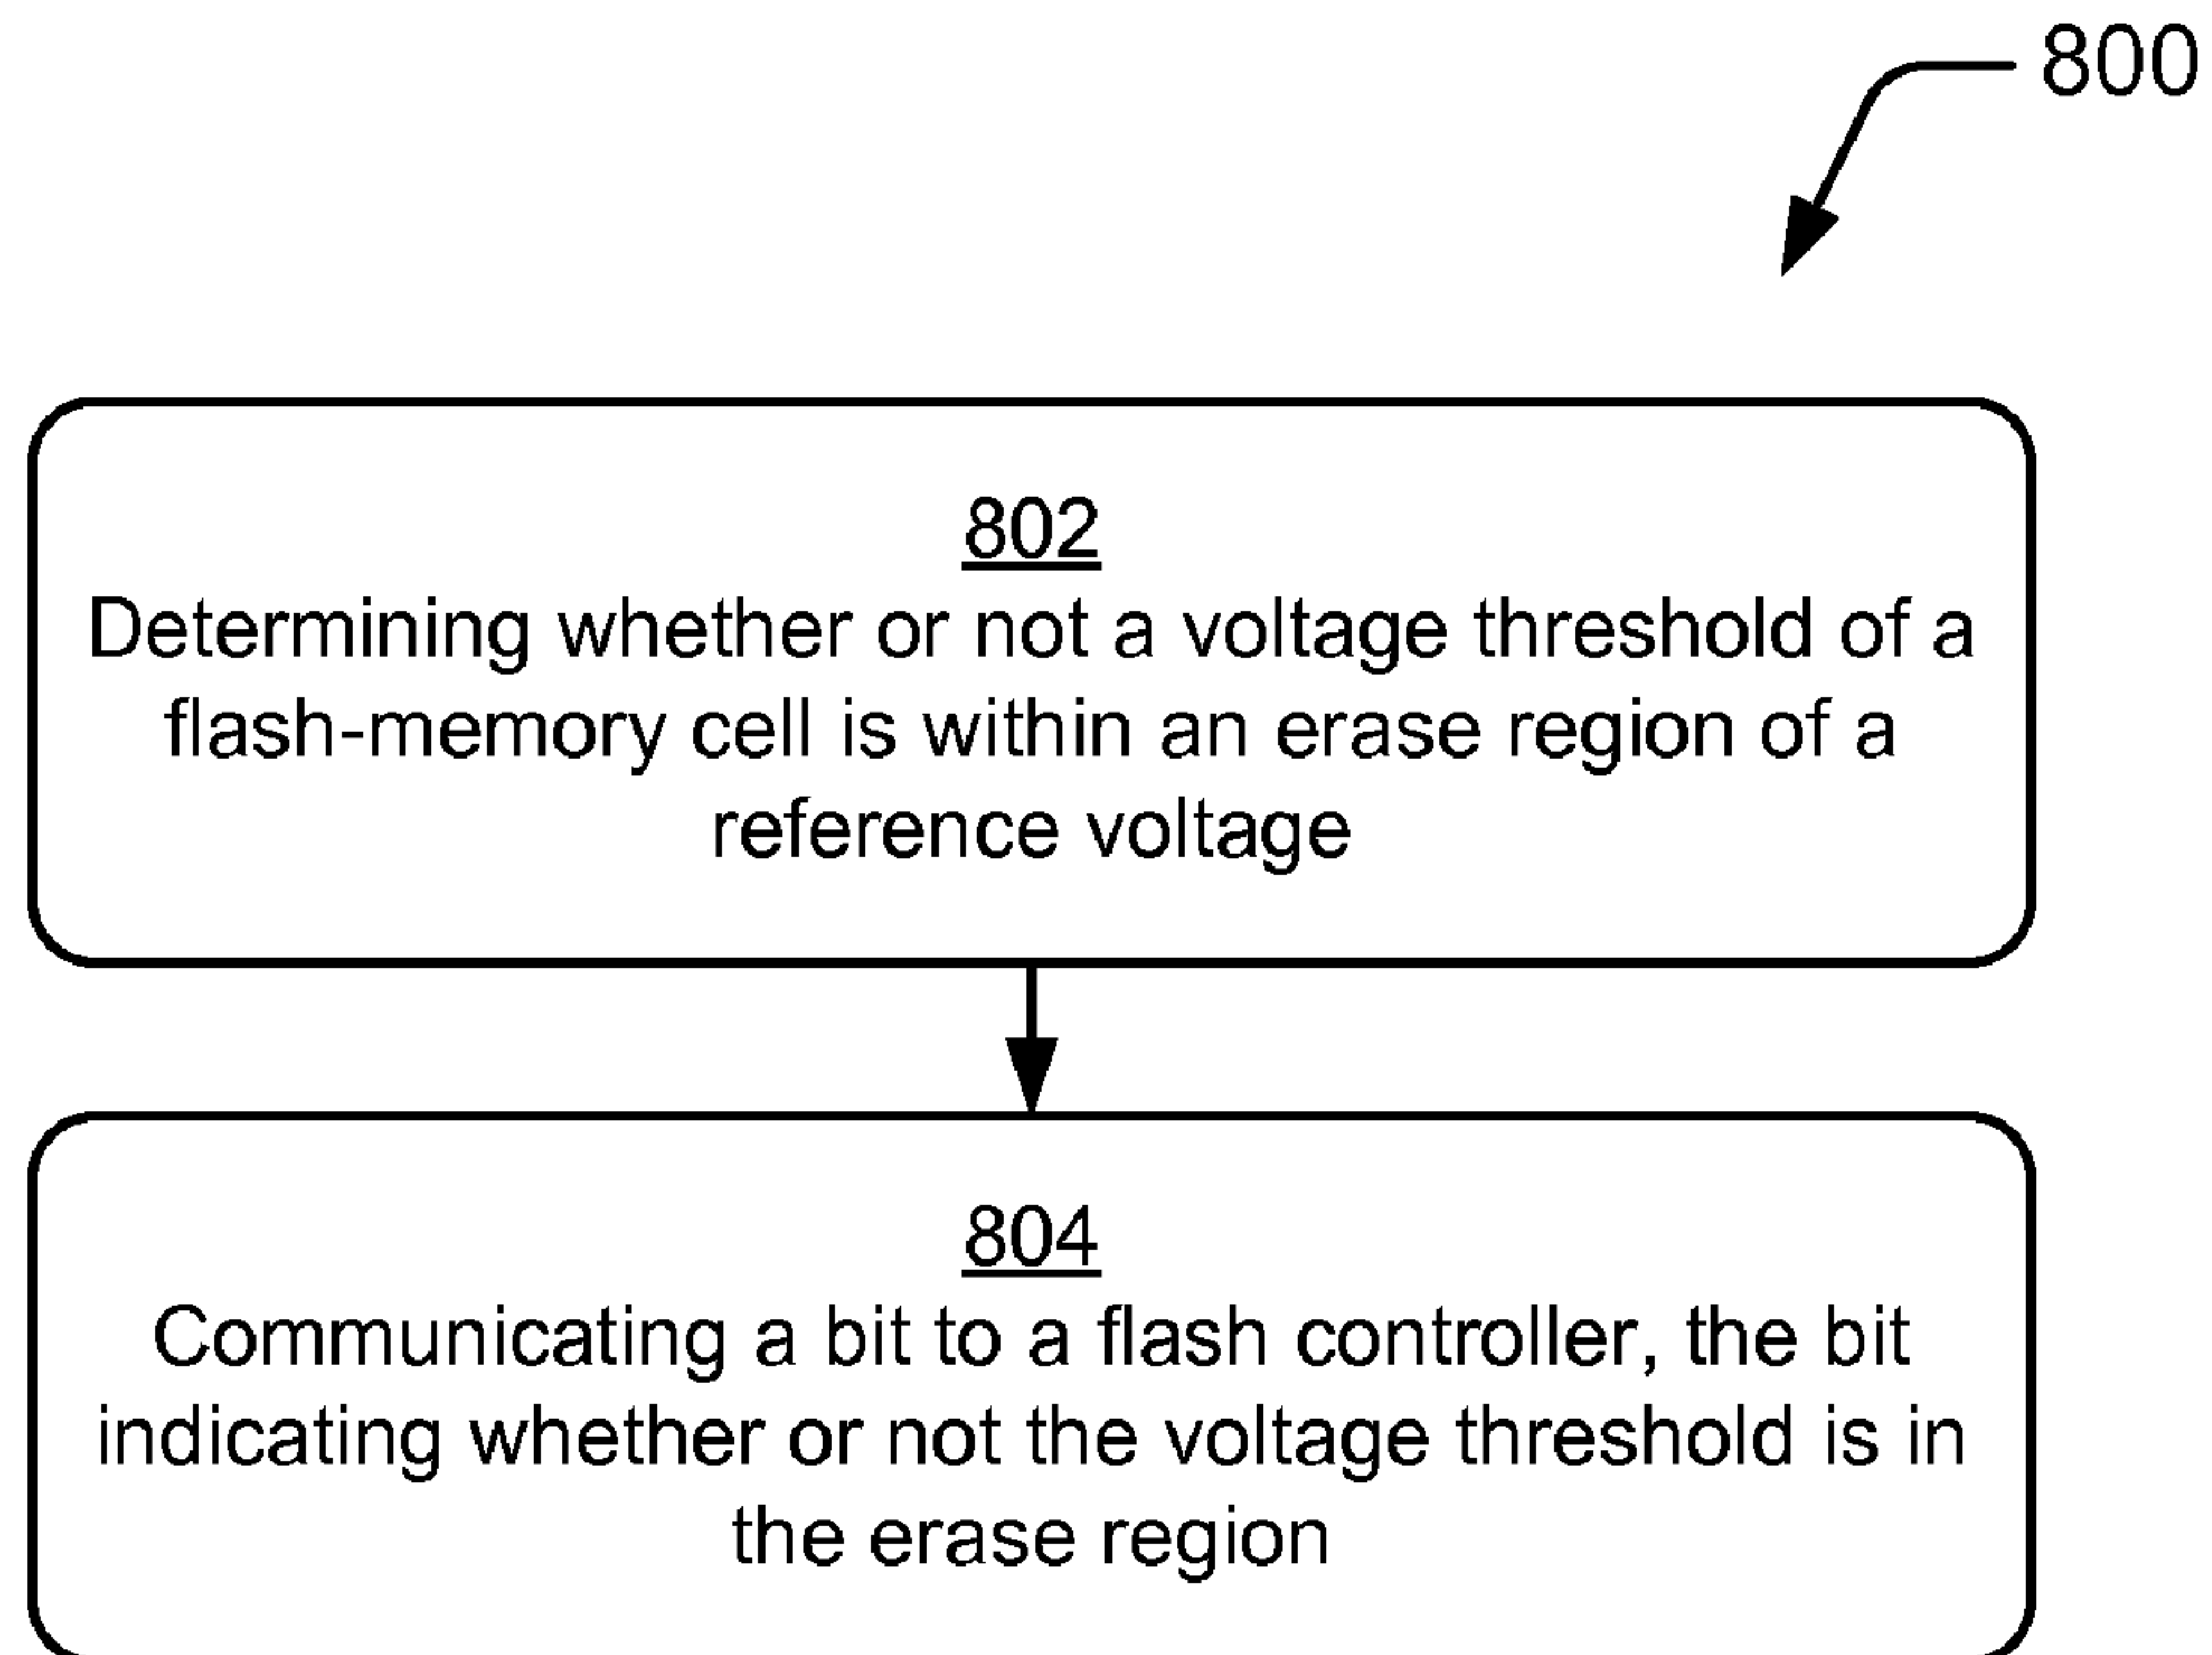 800
802
Determining whether or not a voltage threshold of a
flash-memory cell is within an erase region of a
reference voltage
804
Communicating a bit to a flash controller, the bit
indicating whether or not the voltage threshold is in
the erase region